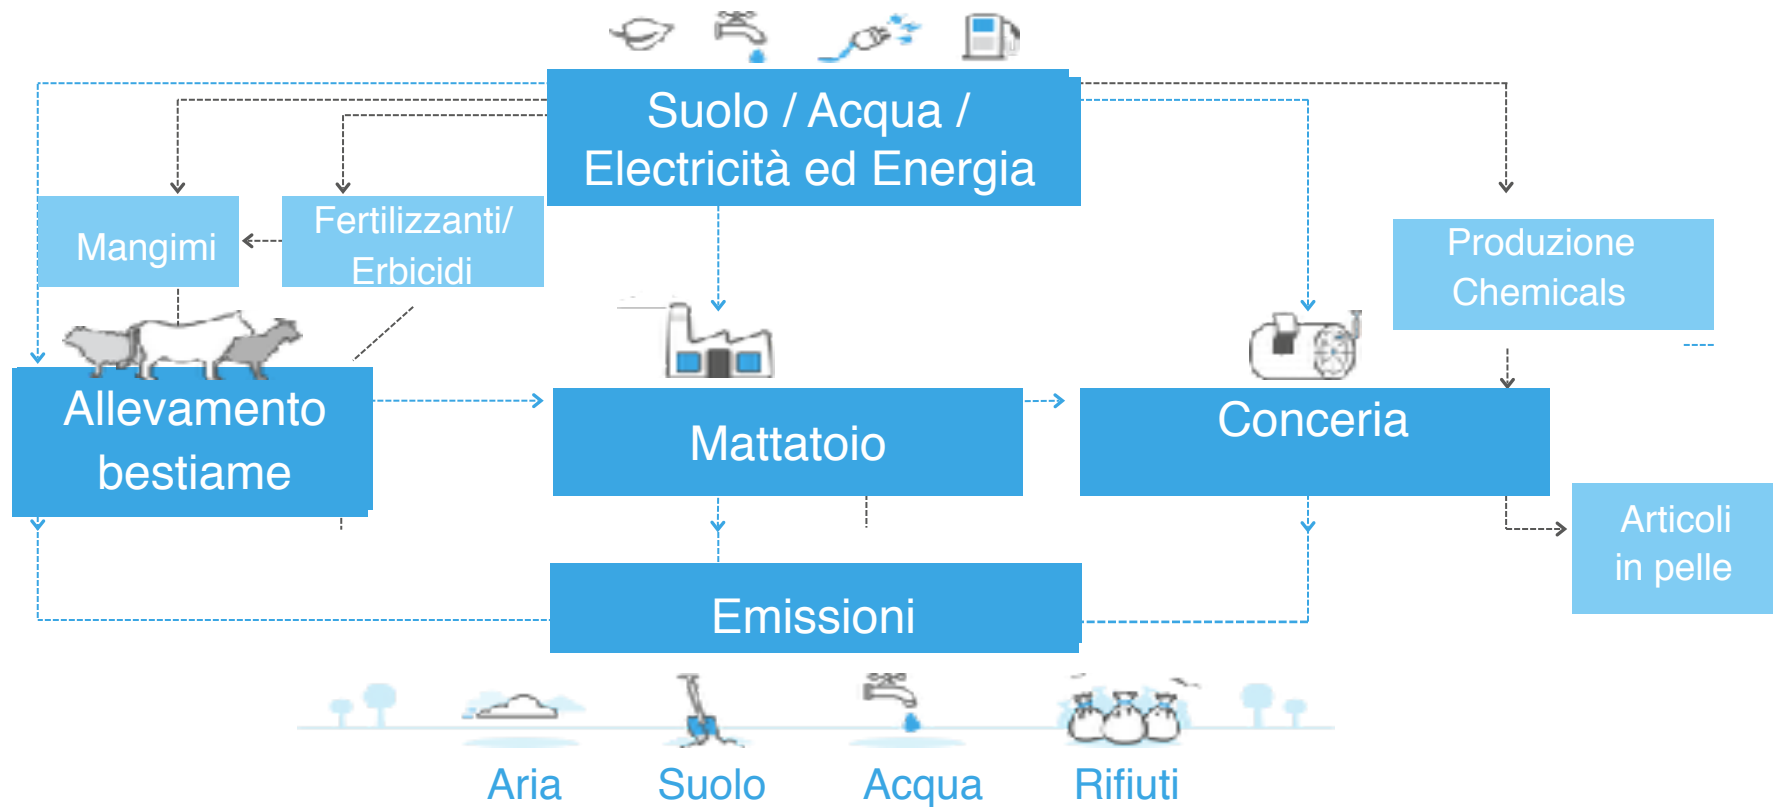 Suolo / Acqua /
Electricità ed Energia
Mangimi
Fertilizzanti/
Erbicidi
Produzione
Chemicals
Allevamento
bestiame
Mattatoio
Conceria
Articoli
in pelle
Emissioni
Aria
Suolo
Acqua
Rifiuti